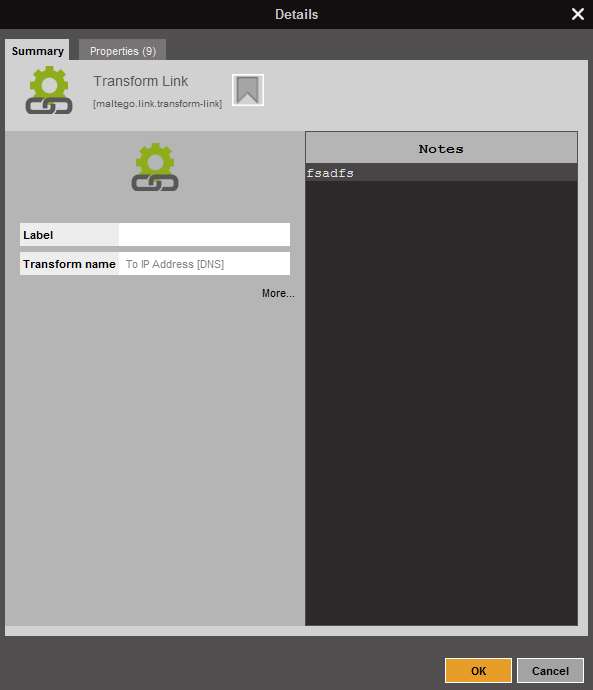 Details
Summary
Properties (9)
Transform Link
[maltego.link.transform-link]
Label
Transform name
To IP Address [DNS]
More...
Notes
fsadfs
OK
Cancel